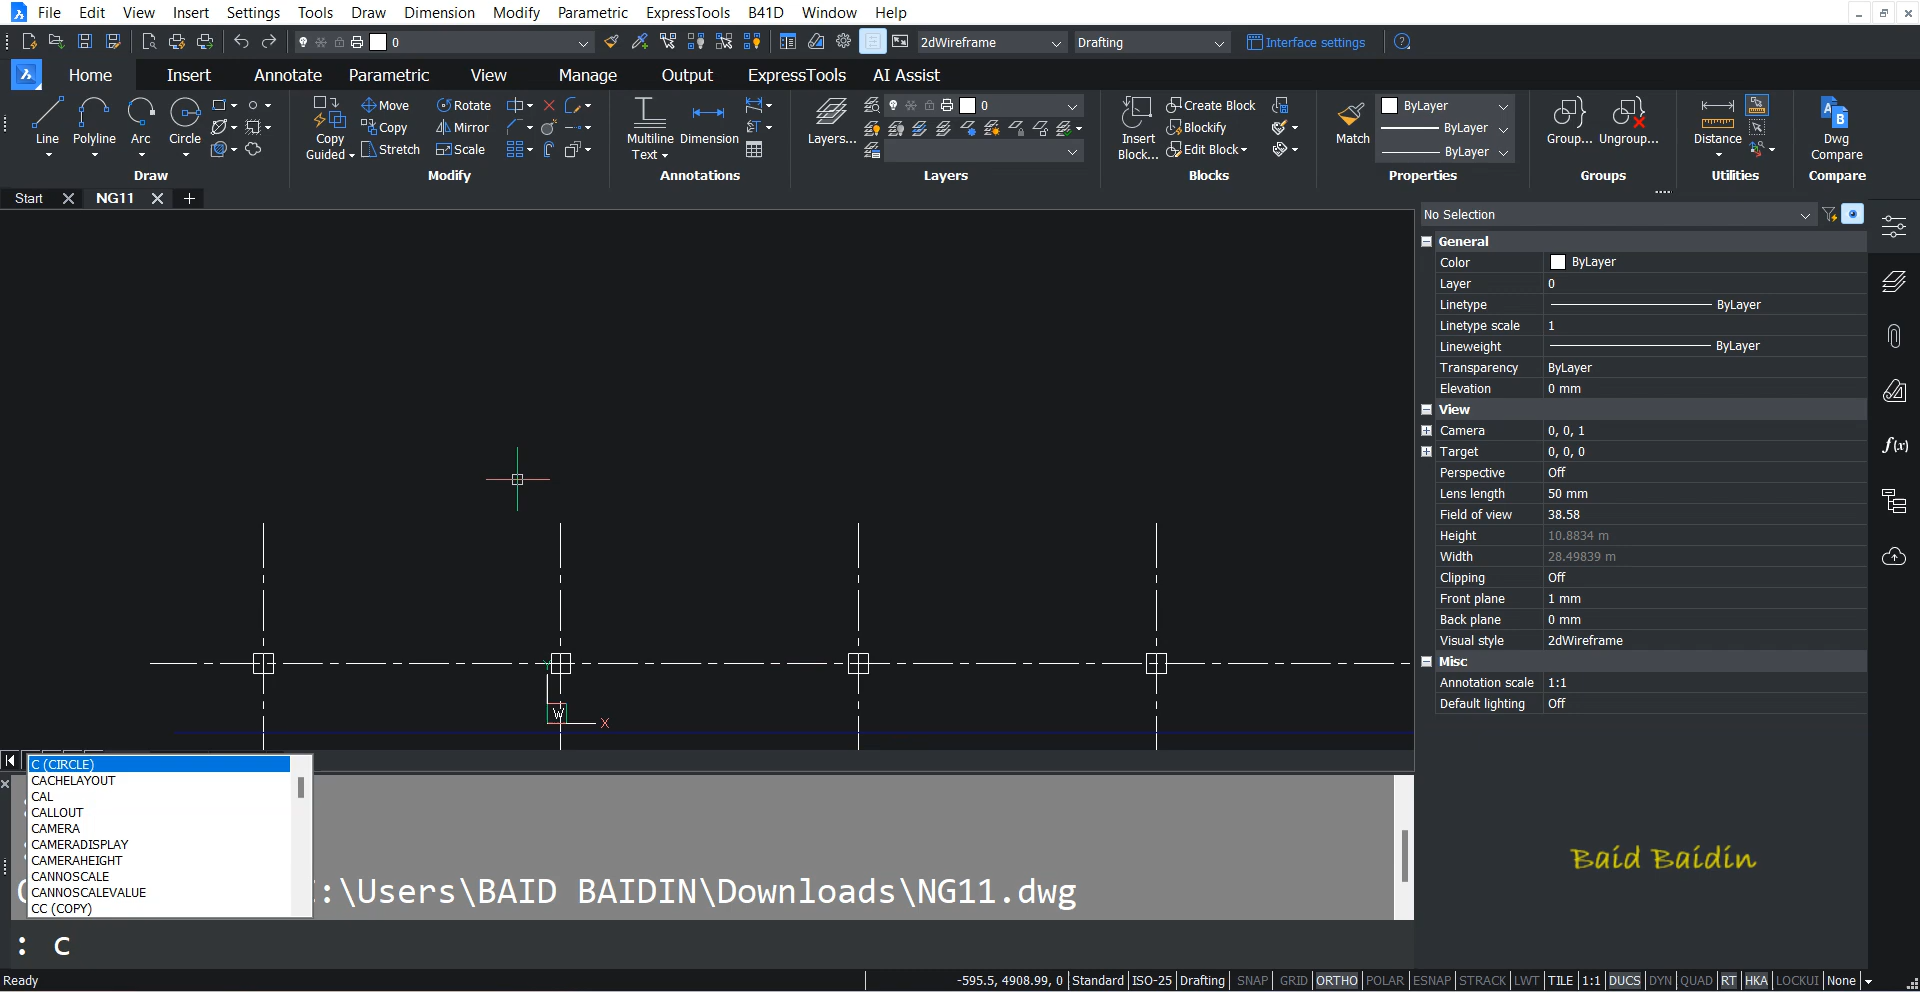 File Edit View Insert Settings Tools Draw Dimension Modify Parametric ExpressTools B41D Window Help
0 2dWireframe Drafting Interface settings
Home Insert Annotate Parametric View Manage Output ExpressTools AI Assist
Line Polyline Arc Circle
Draw
Copy Guided
Move Rotate
Copy Mirror
Stretch Scale
Modify
Multiline Text Dimension
Annotations
Layers...
0
Layers
Insert Block...
Create Block
Blockify
Edit Block
Blocks
Match
ByLayer
ByLayer
ByLayer
Properties
Group... Ungroup...
Groups
Distance
Utilities
Dwg Compare
Compare
Start NG11
No Selection
General
Color ByLayer
Layer 0
Linetype ByLayer
Linetype scale 1
Lineweight ByLayer
Transparency ByLayer
Elevation 0 mm
View
Camera 0, 0, 1
Target 0, 0, 0
Perspective Off
Lens length 50 mm
Field of view 38.58
Height 10.8834 m
Width 28.49839 m
Clipping Off
Front plane 1 mm
Back plane 0 mm
Visual style 2dWireframe
Misc
Annotation scale 1:1
Default lighting Off
f(x)
Y
W X
C (CIRCLE)
CACHELAYOUT
CAL
CALLOUT
CAMERA
CAMERADISPLAY
CAMERAHEIGHT
CANNOSCALE
CANNOSCALEVALUE
CC (COPY)
:\Users\BAID BAIDIN\Downloads\NG11.dwg
: C
Baid Baidin
Ready -595.5, 4908.99, 0 Standard ISO-25 Drafting SNAP GRID ORTHO POLAR ESNAP STRACK LWT TILE 1:1 DUCS DYN QUAD RT HKA LOCKUI None